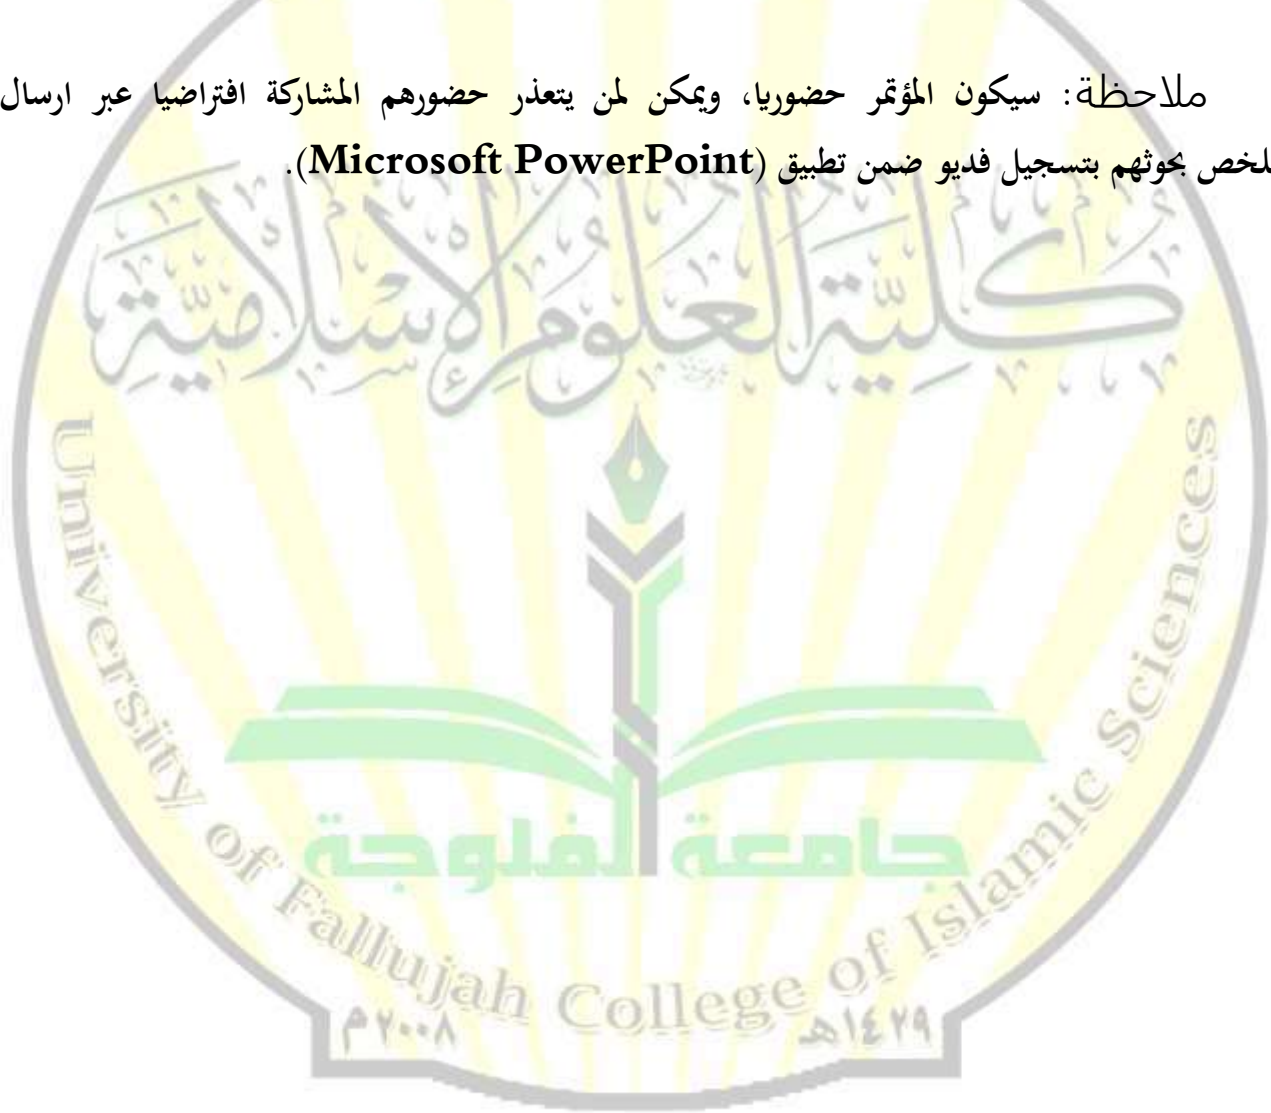 ملاحظة: سيكون المؤتمر حضوريا، ويمكن لمن يتعذر حضورهم المشاركة افتراضيا عبر ارسال
ملخص بحوثهم بتسجيل فديو ضمن تطبيق (Microsoft PowerPoint).
كلية العلوم الإسلامية
جامعة الفلوجة
University of Fallujah College of Islamic Sciences
٢٠٠٨م
١٤٢٩هـ